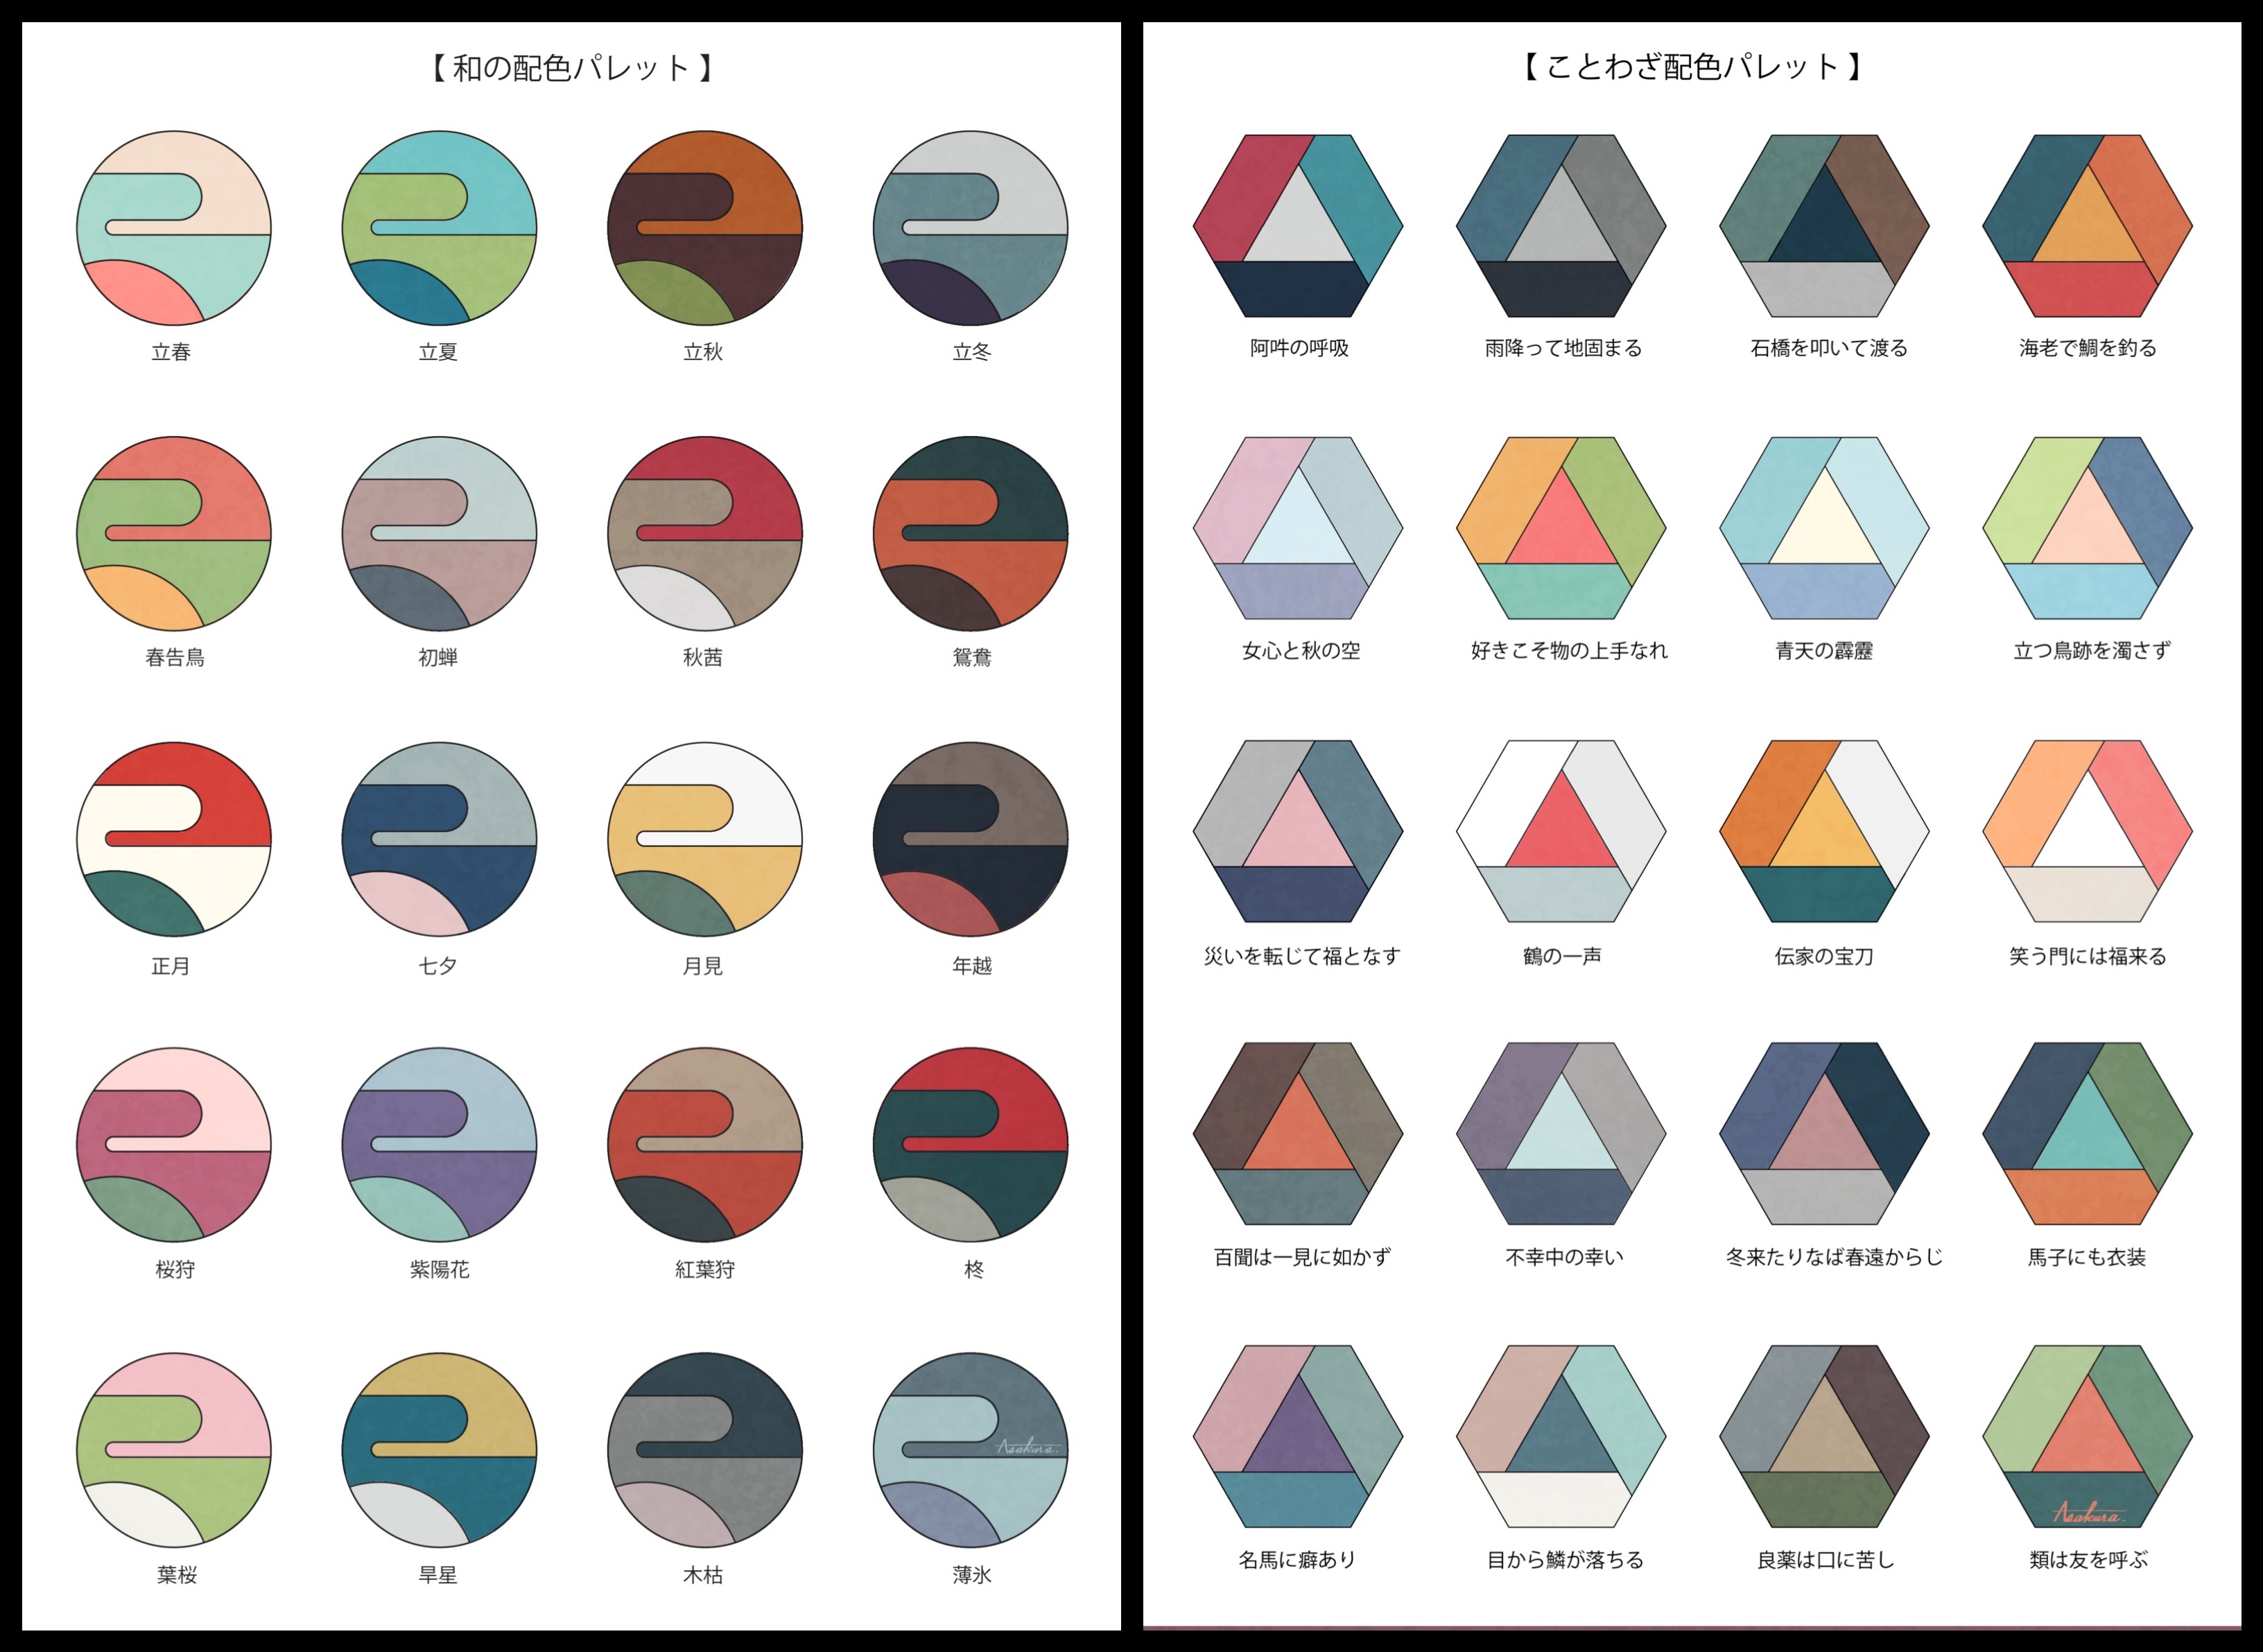 【 和の配色パレット 】
立春
立夏
立秋
立冬
春告鳥
初蝉
秋茜
鴛鴦
正月
七夕
月見
年越
桜狩
紫陽花
紅葉狩
柊
葉桜
旱星
木枯
薄氷
Asakura.
【 ことわざ配色パレット 】
阿吽の呼吸
雨降って地固まる
石橋を叩いて渡る
海老で鯛を釣る
女心と秋の空
好きこそ物の上手なれ
青天の霹靂
立つ鳥跡を濁さず
災いを転じて福となす
鶴の一声
伝家の宝刀
笑う門には福来る
百聞は一見に如かず
不幸中の幸い
冬来たりなば春遠からじ
馬子にも衣装
名馬に癖あり
目から鱗が落ちる
良薬は口に苦し
類は友を呼ぶ
Asakura.